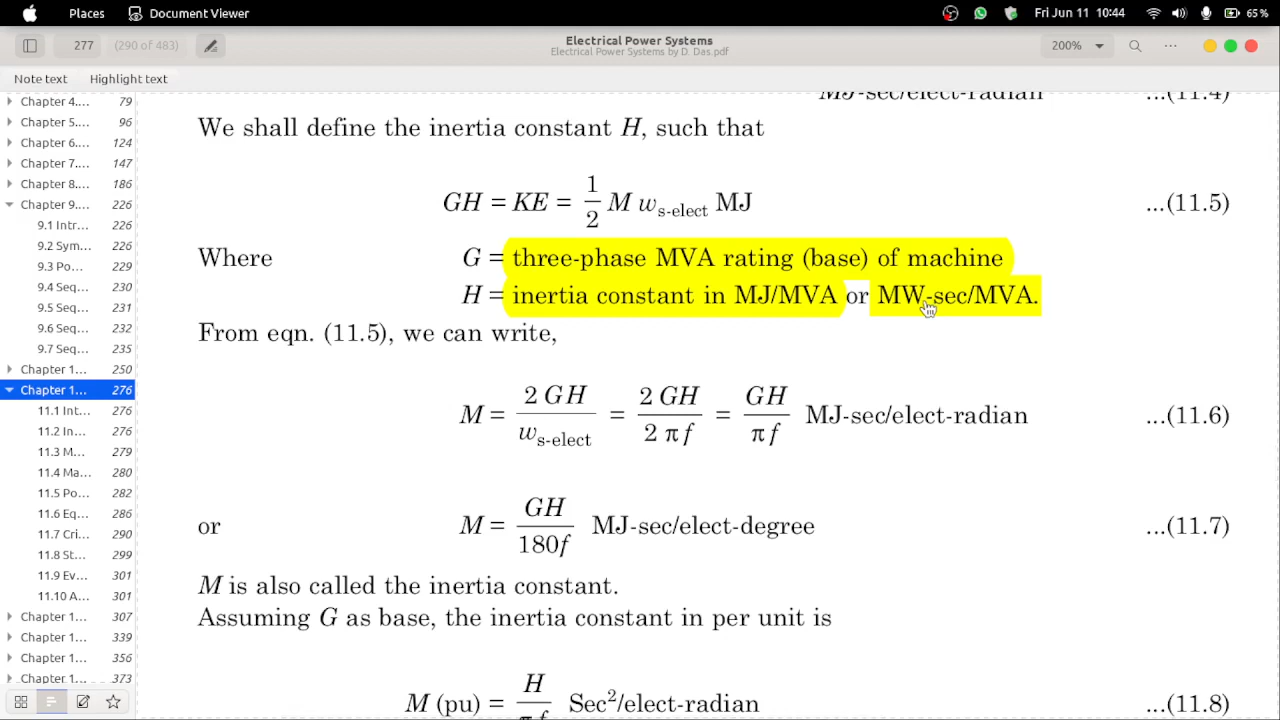 Places Document Viewer Fri Jun 11 10:44 65 %
277 (290 of 483) Electrical Power Systems 200%
Electrical Power Systems by D. Das.pdf
Note text Highlight text
Chapter 4.... 79
Chapter 5.... 96
Chapter 6.... 124
Chapter 7.... 147
Chapter 8.... 186
Chapter 9.... 226
9.1 Intr... 226
9.2 Sym... 226
9.3 Po... 229
9.4 Seq... 230
9.5 Seq... 231
9.6 Seq... 232
9.7 Seq... 235
Chapter 1... 250
Chapter 1... 276
11.1 Int... 276
11.2 In... 276
11.3 M... 279
11.4 Ma... 280
11.5 Po... 282
11.6 Eq... 286
11.7 Cri... 290
11.8 St... 299
11.9 Ev... 301
11.10 A... 301
Chapter 1... 307
Chapter 1... 339
Chapter 1... 356
Chapter 1... 373
MJ-sec/elect-radian ...(11.4)
We shall define the inertia constant H, such that
GH = KE = 1/2 M w_s-elect MJ ...(11.5)
Where G = three-phase MVA rating (base) of machine
H = inertia constant in MJ/MVA or MW-sec/MVA.
From eqn. (11.5), we can write,
M = 2 GH / w_s-elect = 2 GH / 2 π f = GH / π f MJ-sec/elect-radian ...(11.6)
or M = GH / 180f MJ-sec/elect-degree ...(11.7)
M is also called the inertia constant.
Assuming G as base, the inertia constant in per unit is
M (pu) = H / π f Sec² /elect-radian ...(11.8)